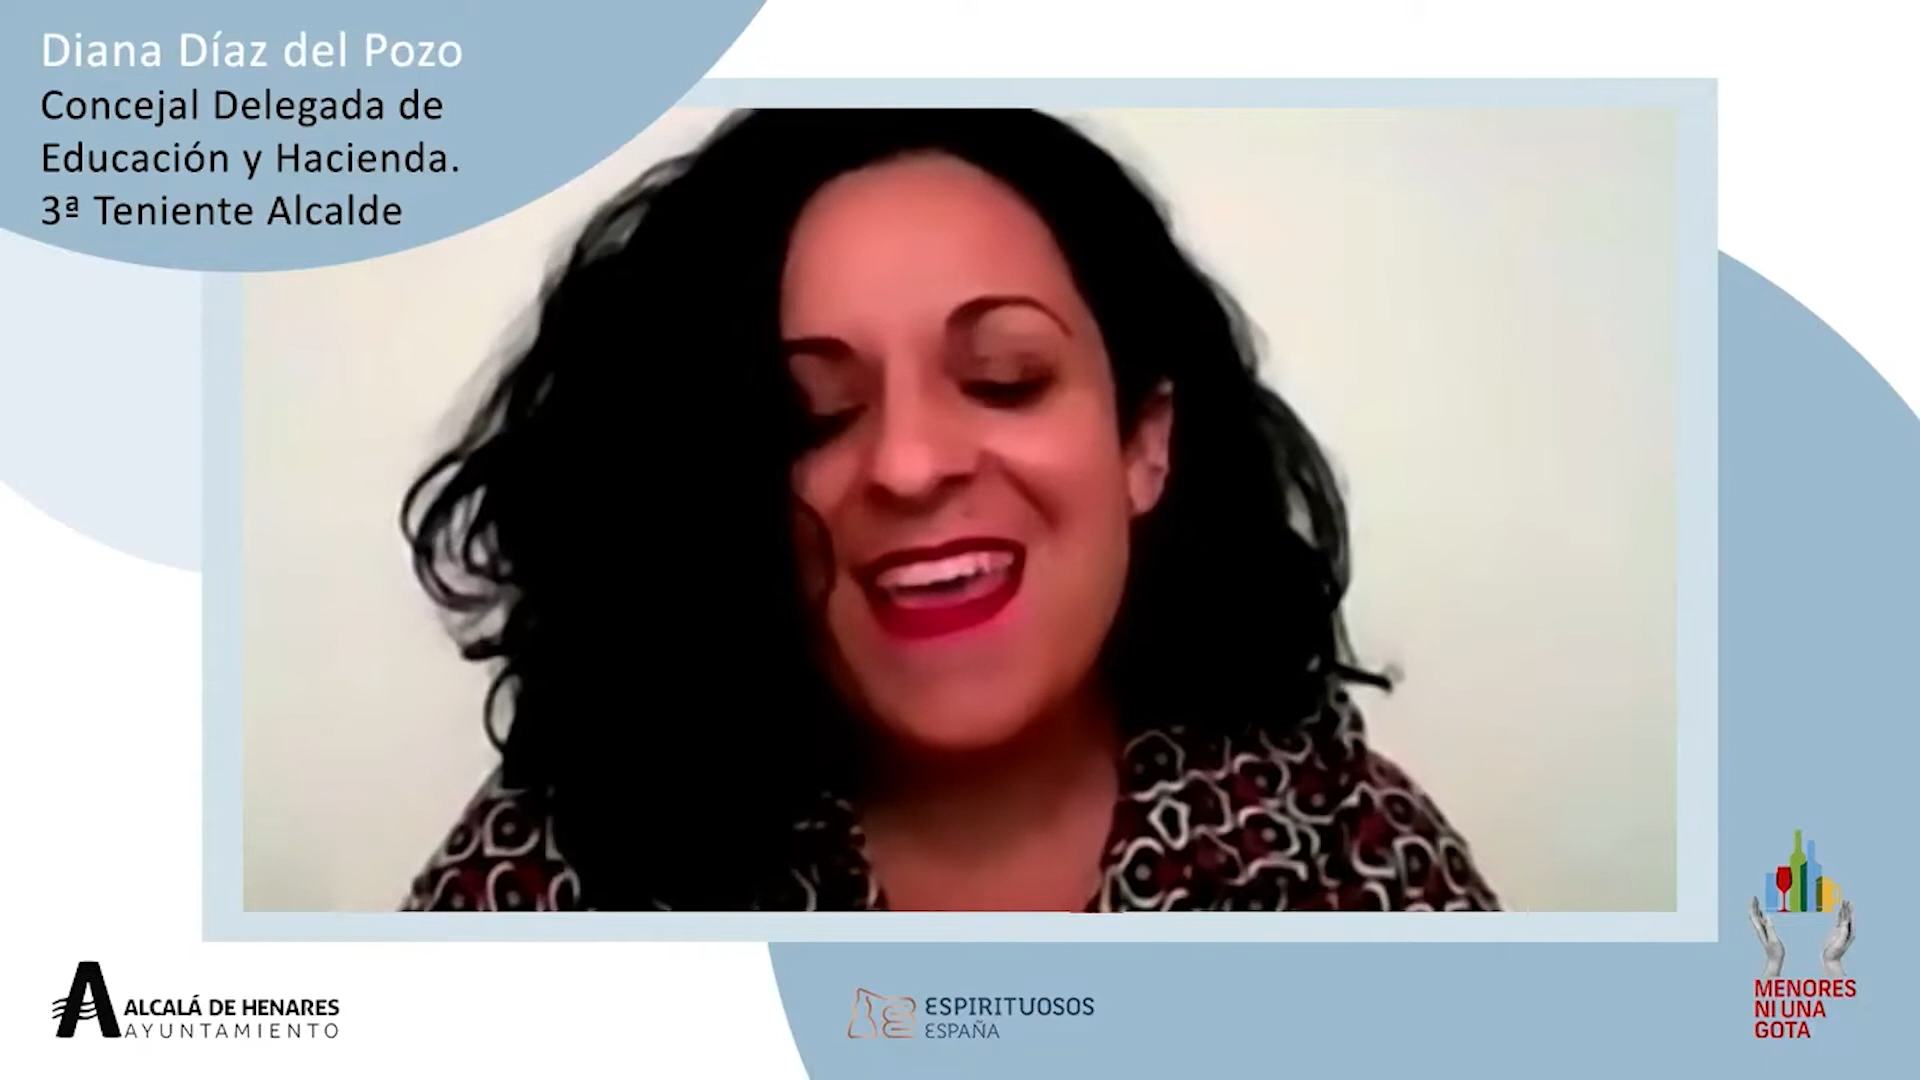 Diana Díaz del Pozo
Concejal Delegada de
Educación y Hacienda.
3ª Teniente Alcalde
ALCALÁ DE HENARES
AYUNTAMIENTO
ESPIRITUOSOS
ESPAÑA
MENORES
NI UNA
GOTA